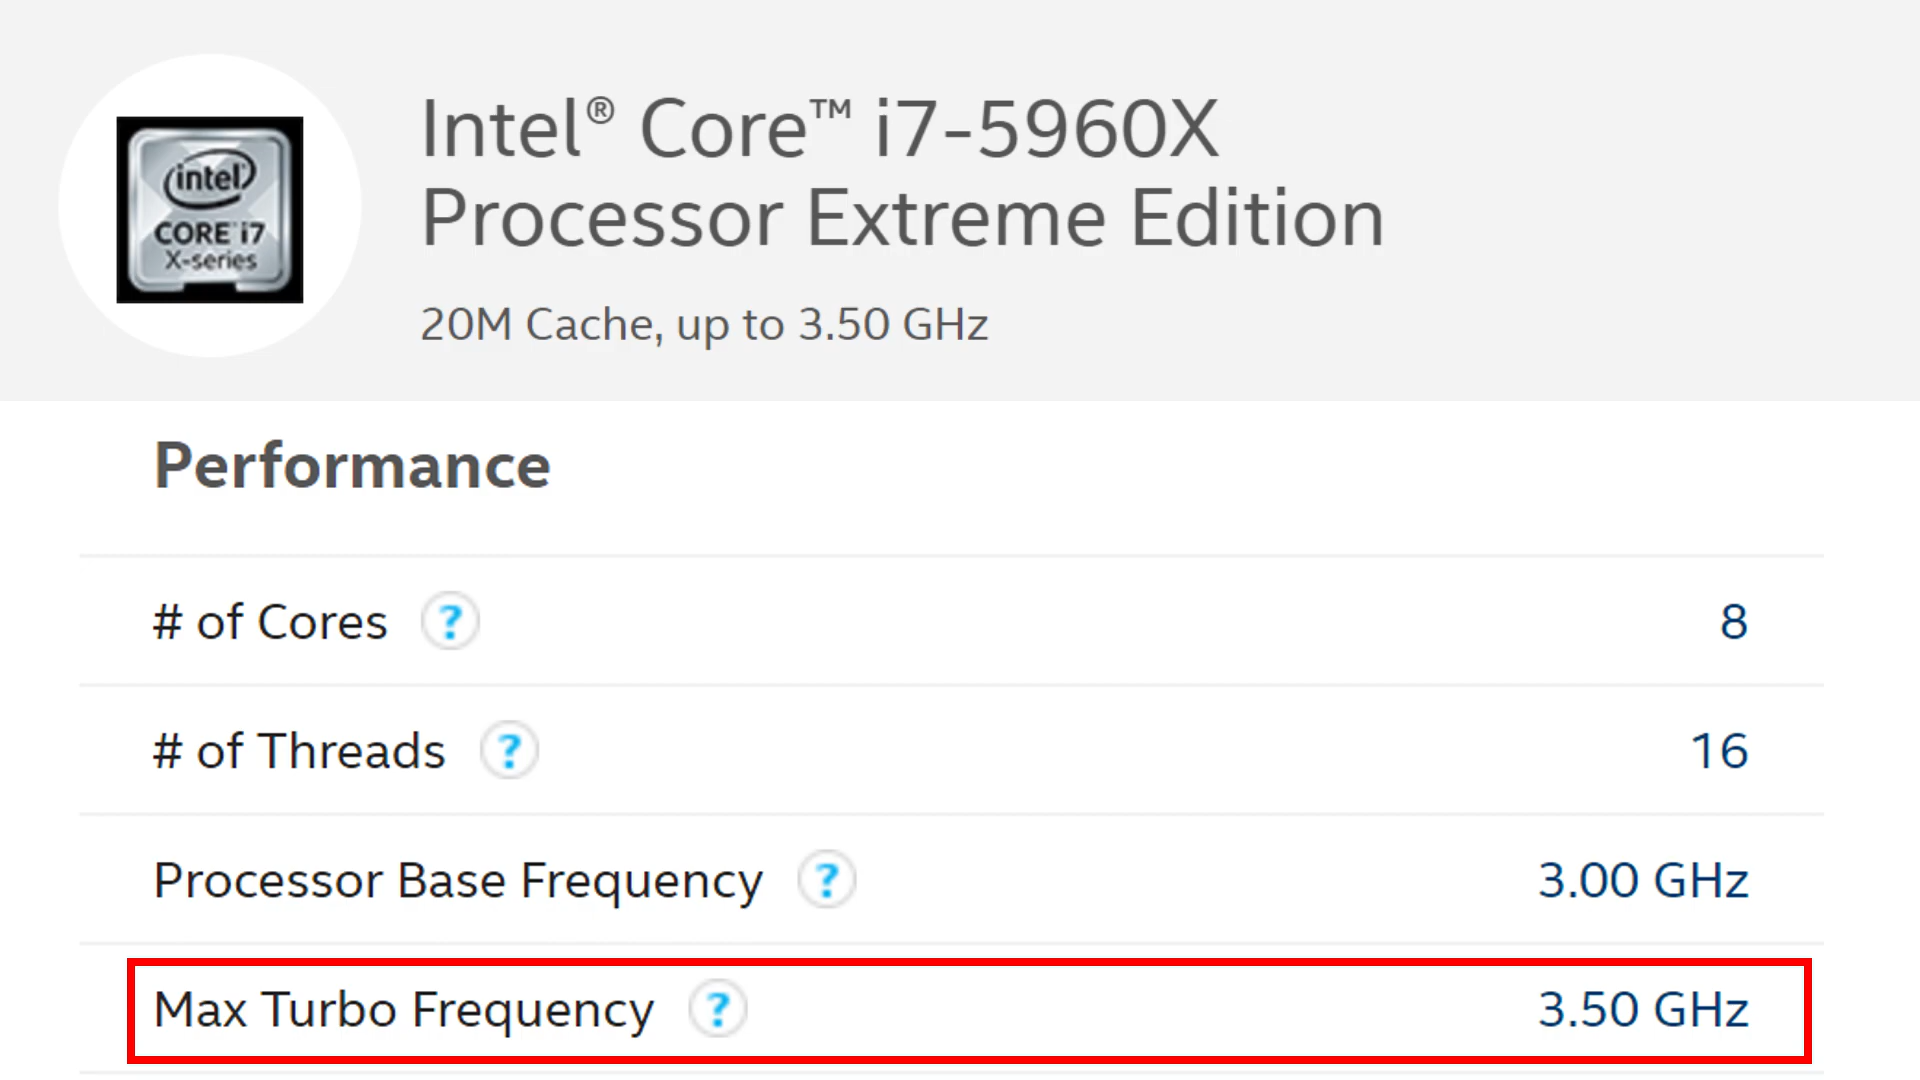 intel
CORE™ i7
X-series
Intel® Core™ i7-5960X
Processor Extreme Edition
20M Cache, up to 3.50 GHz
Performance
# of Cores ? 8
# of Threads ? 16
Processor Base Frequency ? 3.00 GHz
Max Turbo Frequency ? 3.50 GHz